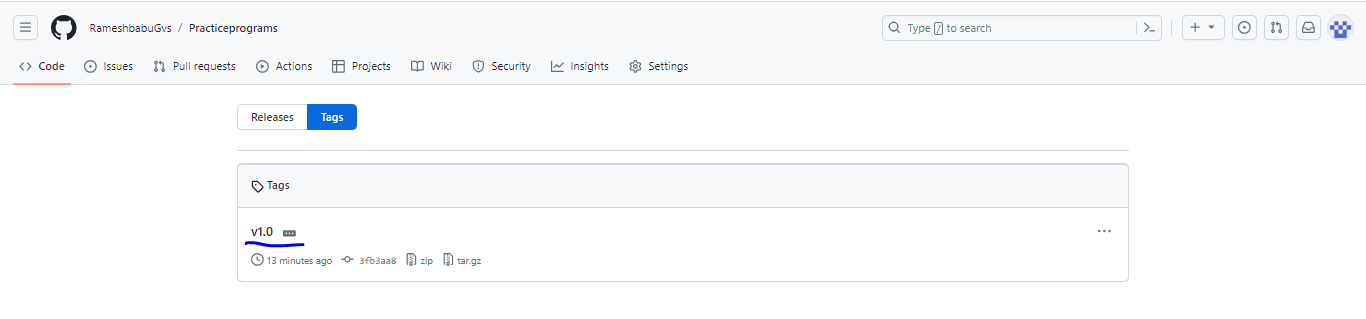 RameshbabuGvs / Practiceprograms
Type / to search
Code Issues Pull requests Actions Projects Wiki Security Insights Settings
Releases Tags
Tags
v1.0
13 minutes ago 3fb3aa8 zip tar.gz